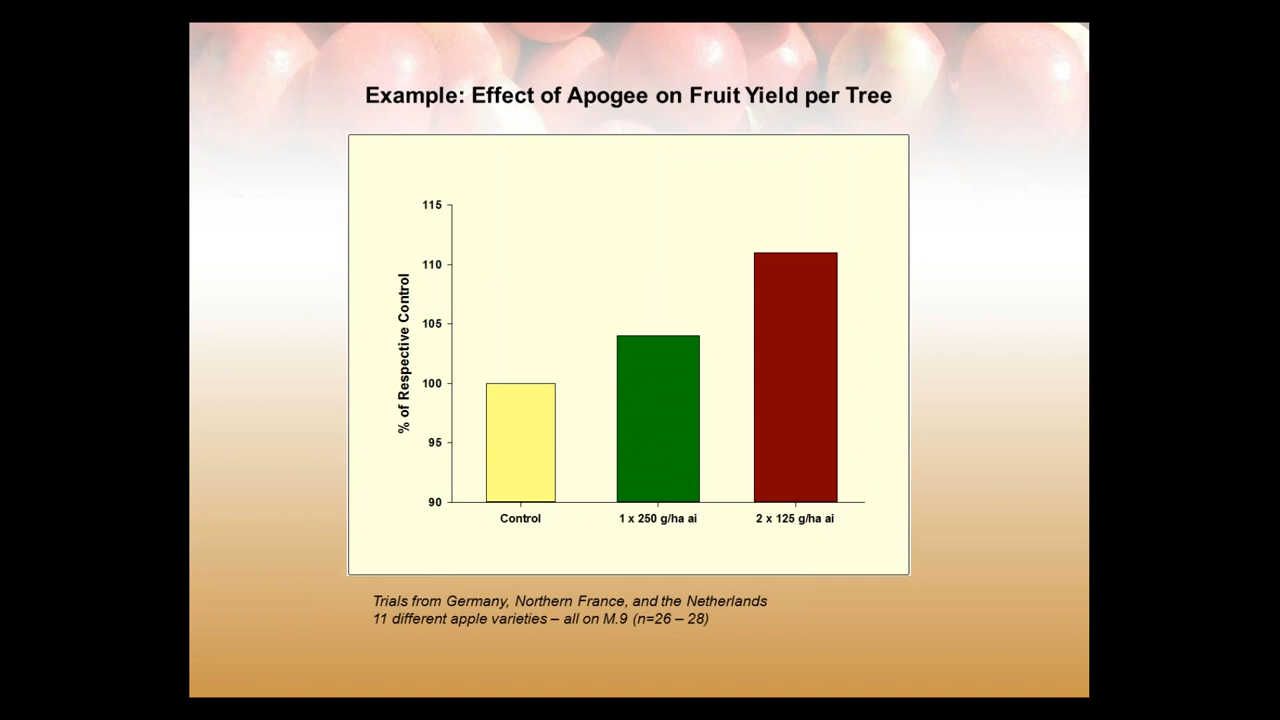 Example: Effect of Apogee on Fruit Yield per Tree
115
110
105
100
95
90
% of Respective Control
Control
1 x 250 g/ha ai
2 x 125 g/ha ai
Trials from Germany, Northern France, and the Netherlands
11 different apple varieties – all on M.9 (n=26 – 28)